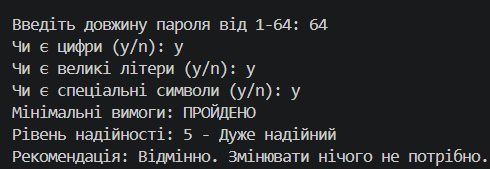 Введіть довжину пароля від 1-64: 64
Чи є цифри (y/n): y
Чи є великі літери (y/n): y
Чи є спеціальні символи (y/n): y
Мінімальні вимоги: ПРОЙДЕНО
Рівень надійності: 5 - Дуже надійний
Рекомендація: Відмінно. Змінювати нічого не потрібно.